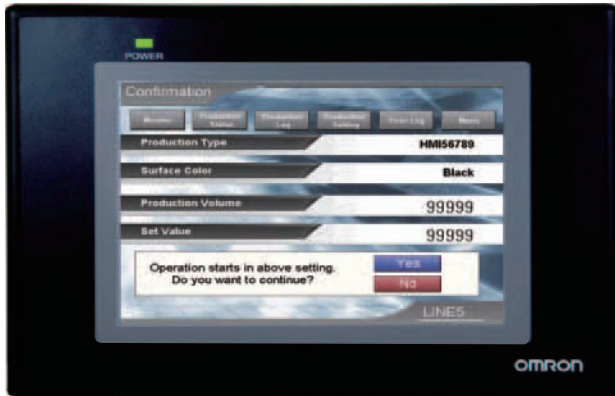 POWER
Confirmation
Monitor Production Status Production Log Production Setting Error Log Menu
Production Type HMI56789
Surface Color Black
Production Volume 99999
Set Value 99999
Operation starts in above setting. Yes
Do you want to continue? No
LINE5
OMRON